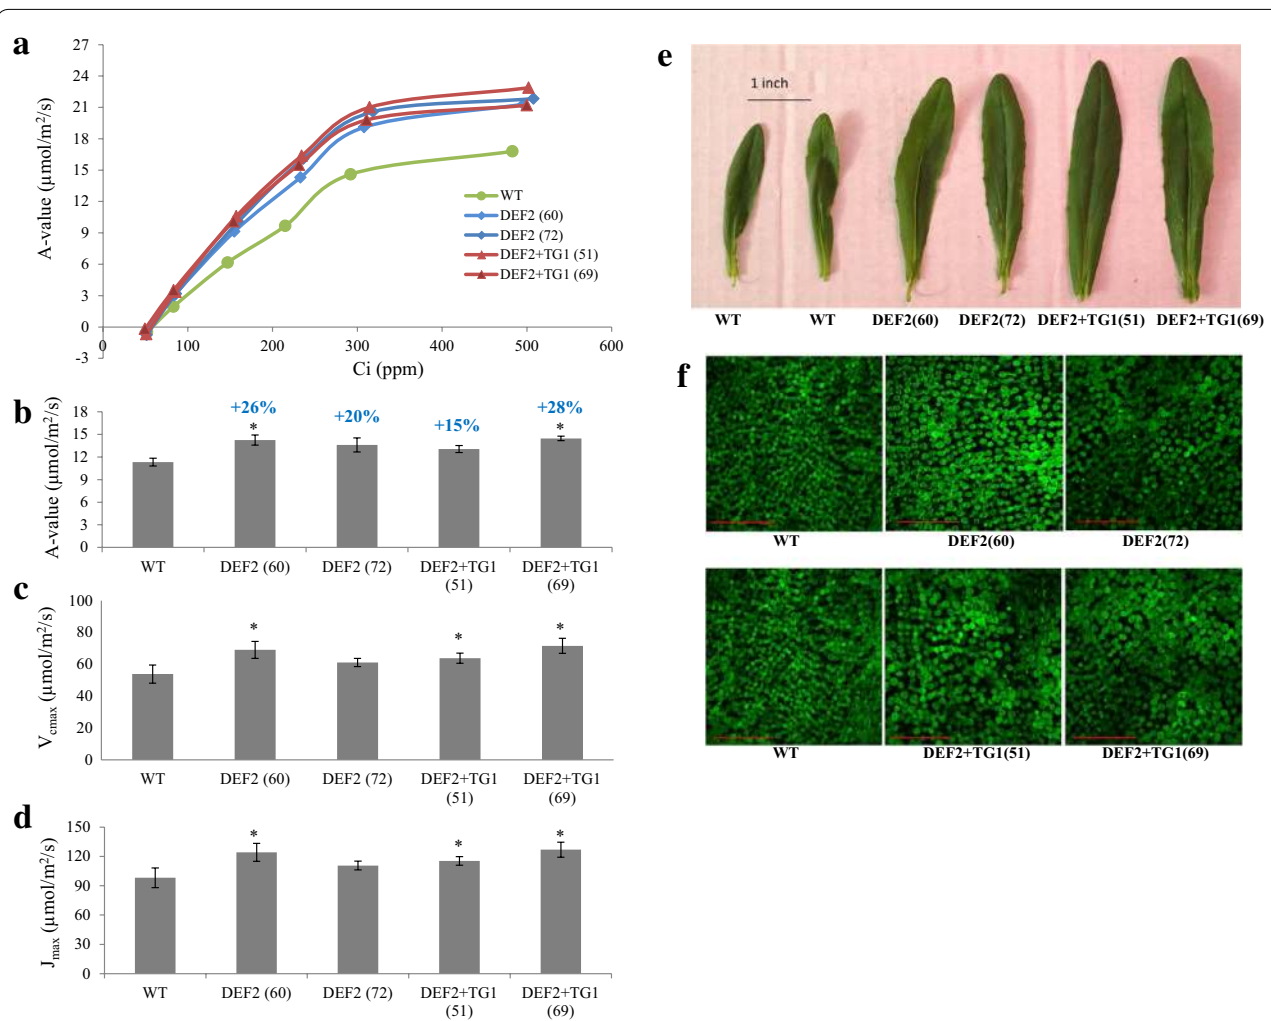 a
27
24
21
18
15
12
9
6
3
0
-3
A-value (µmol/m²/s)
0 100 200 300 400 500 600
Ci (ppm)
WT
DEF2 (60)
DEF2 (72)
DEF2+TG1 (51)
DEF2+TG1 (69)
b
18
15
12
9
6
3
0
A-value (µmol/m²/s)
+26%
+20%
+15%
+28%
* *
WT DEF2 (60) DEF2 (72) DEF2+TG1 DEF2+TG1
(51) (69)
c
100
80
60
40
20
0
Vcmax (µmol/m²/s)
* * *
WT DEF2 (60) DEF2 (72) DEF2+TG1 DEF2+TG1
(51) (69)
d
150
120
90
60
30
0
Jmax (µmol/m²/s)
* * *
WT DEF2 (60) DEF2 (72) DEF2+TG1 DEF2+TG1
(51) (69)
e
1 inch
WT WT DEF2(60) DEF2(72) DEF2+TG1(51) DEF2+TG1(69)
f
WT DEF2(60) DEF2(72)
WT DEF2+TG1(51) DEF2+TG1(69)